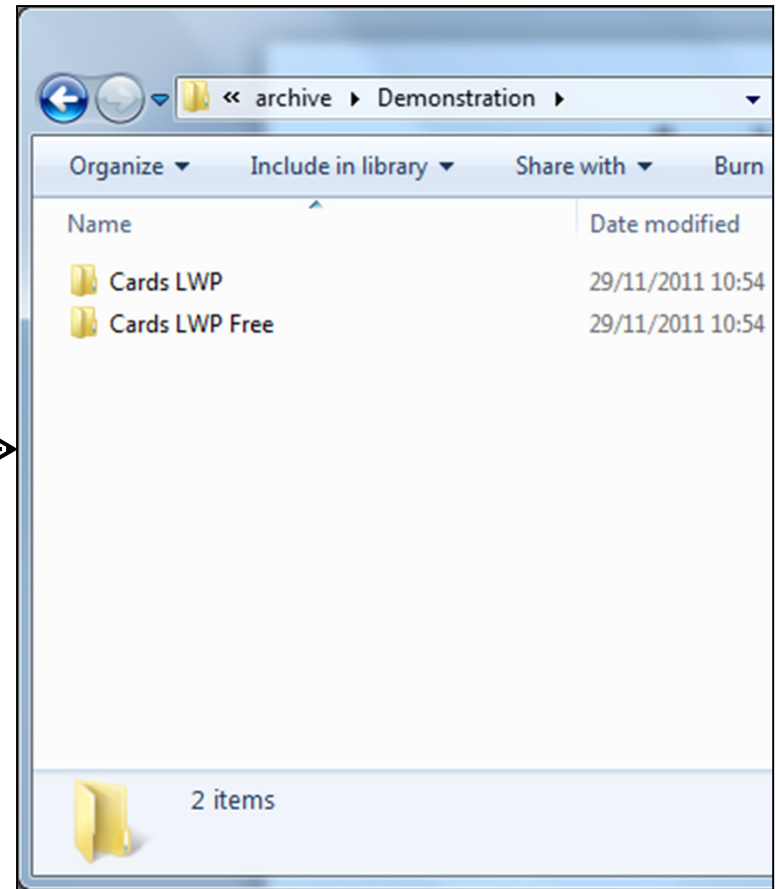 « archive ▸ Demonstration ▸
Organize ▾ Include in library ▾ Share with ▾ Burn
Name Date modified
Cards LWP 29/11/2011 10:54
Cards LWP Free 29/11/2011 10:54
2 items